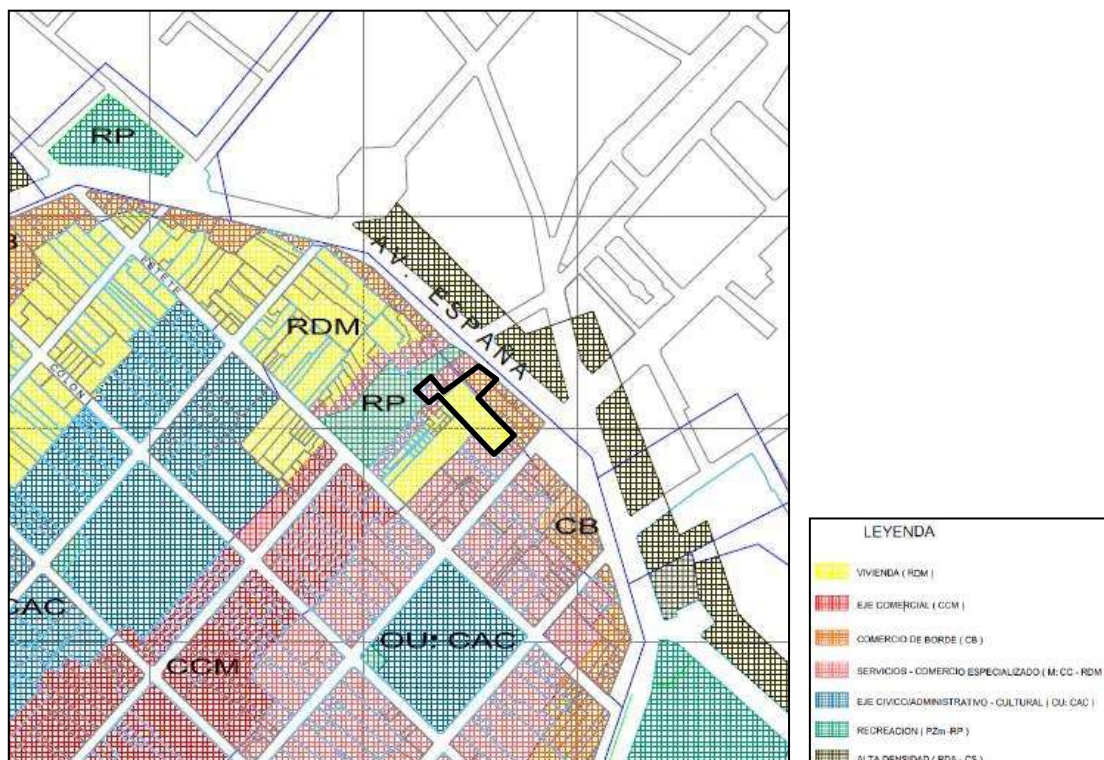 RP
B
ESTETE
AV. ESPAÑA
RDM
COLON
RP
CB
CAC
OU: CAC
CCM
LEYENDA
VIVIENDA ( RDM )
EJE COMERCIAL ( CCM )
COMERCIO DE BORDE ( CB )
SERVICIOS - COMERCIO ESPECIALIZADO ( M: CC - RDM
EJE CIVICO/ADMINISTRATIVO - CULTURAL ( OU: CAC )
RECREACION ( PZm -RP )
ALTA DENSIDAD ( RDA - CS )